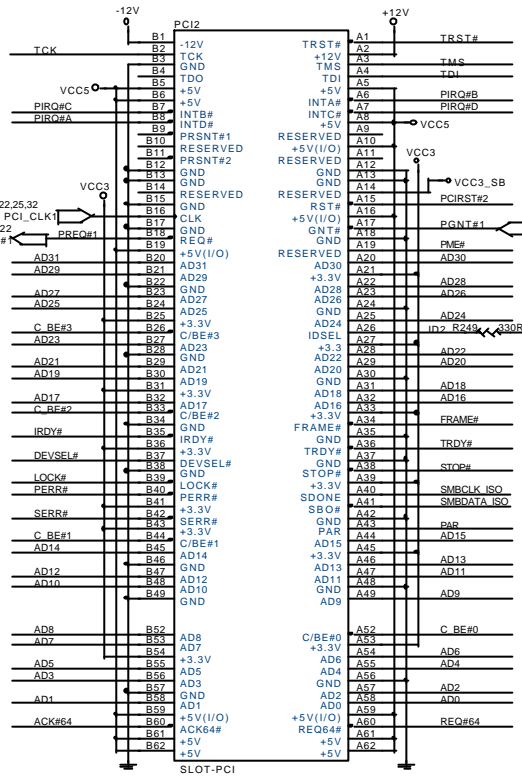 -12V
+12V
PCI2
B1 -12V TRST# A1 TRST#
TCK B2 TCK +12V A2
B3 GND TMS A3 TMS
B4 TDO TDI A4 TDI
VCC5 B5 +5V +5V A5
B6 +5V INTA# A6 PIRQ#B
PIRQ#C B7 INTB# INTC# A7 PIRQ#D
PIRQ#A B8 INTD# +5V A8 VCC5
B9 PRSNT#1 RESERVED A9
B10 RESERVED +5V(I/O) A10
B11 PRSNT#2 RESERVED A11
VCC3
B12 GND GND A12
B13 GND GND A13
VCC3 B14 RESERVED RESERVED A14 VCC3_SB
B15 GND RST# A15 PCIRST#2
22,25,32 PCI_CLK1 B16 CLK +5V(I/O) A16
B17 GND GNT# A17 PGNT#1
22 #1 PREQ#1 B18 REQ# GND A18
B19 +5V(I/O) RESERVED A19 PME#
AD31 B20 AD31 AD30 A20 AD30
AD29 B21 AD29 +3.3V A21
B22 GND AD28 A22 AD28
AD27 B23 AD27 AD26 A23 AD26
AD25 B24 AD25 GND A24
B25 +3.3V AD24 A25 AD24
C_BE#3 B26 C/BE#3 IDSEL A26 ID2 R249 330R
AD23 B27 AD23 +3.3 A27
B28 GND AD22 A28 AD22
AD21 B29 AD21 AD20 A29 AD20
AD19 B30 AD19 GND A30
B31 +3.3V AD18 A31 AD18
AD17 B32 AD17 AD16 A32 AD16
C_BE#2 B33 C/BE#2 +3.3V A33
B34 GND FRAME# A34 FRAME#
IRDY# B35 IRDY# GND A35
B36 +3.3V TRDY# A36 TRDY#
DEVSEL# B37 DEVSEL# GND A37
B38 GND STOP# A38 STOP#
LOCK# B39 LOCK# +3.3V A39
PERR# B40 PERR# SDONE A40 SMBCLK_ISO
B41 +3.3V SBO# A41 SMBDATA_ISO
SERR# B42 SERR# GND A42
B43 +3.3V PAR A43 PAR
C_BE#1 B44 C/BE#1 AD15 A44 AD15
AD14 B45 AD14 +3.3V A45
B46 GND AD13 A46 AD13
AD12 B47 AD12 AD11 A47 AD11
AD10 B48 AD10 GND A48
B49 GND AD9 A49 AD9
AD8 B52 AD8 C/BE#0 A52 C_BE#0
AD7 B53 AD7 +3.3V A53
B54 +3.3V AD6 A54 AD6
AD5 B55 AD5 AD4 A55 AD4
AD3 B56 AD3 GND A56
B57 GND AD2 A57 AD2
AD1 B58 AD1 AD0 A58 AD0
B59 +5V(I/O) +5V(I/O) A59
ACK#64 B60 ACK64# REQ64# A60 REQ#64
B61 +5V +5V A61
B62 +5V +5V A62
SLOT-PCI